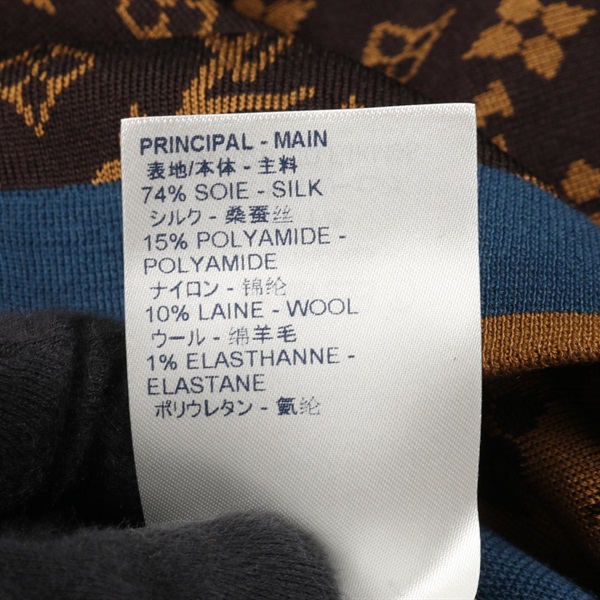 PRINCIPAL - MAIN
表地/本体 - 主料
74% SOIE - SILK
シルク - 桑蚕丝
15% POLYAMIDE -
POLYAMIDE
ナイロン - 锦纶
10% LAINE - WOOL
ウール - 绵羊毛
1% ELASTHANNE -
ELASTANE
ポリウレタン - 氨纶